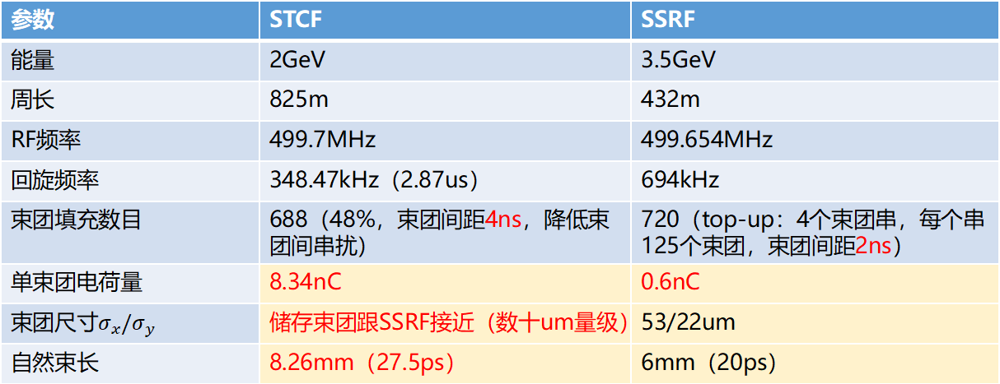 参数 STCF SSRF
能量 2GeV 3.5GeV
周长 825m 432m
RF频率 499.7MHz 499.654MHz
回旋频率 348.47kHz（2.87us） 694kHz
束团填充数目 688（48%，束团间距4ns，降低束 720（top-up：4个束团串，每个串
团间串扰） 125个束团，束团间距2ns）
单束团电荷量 8.34nC 0.6nC
束团尺寸𝜎𝑥/𝜎𝑦 储存束团跟SSRF接近（数十um量级） 53/22um
自然束长 8.26mm（27.5ps） 6mm（20ps）